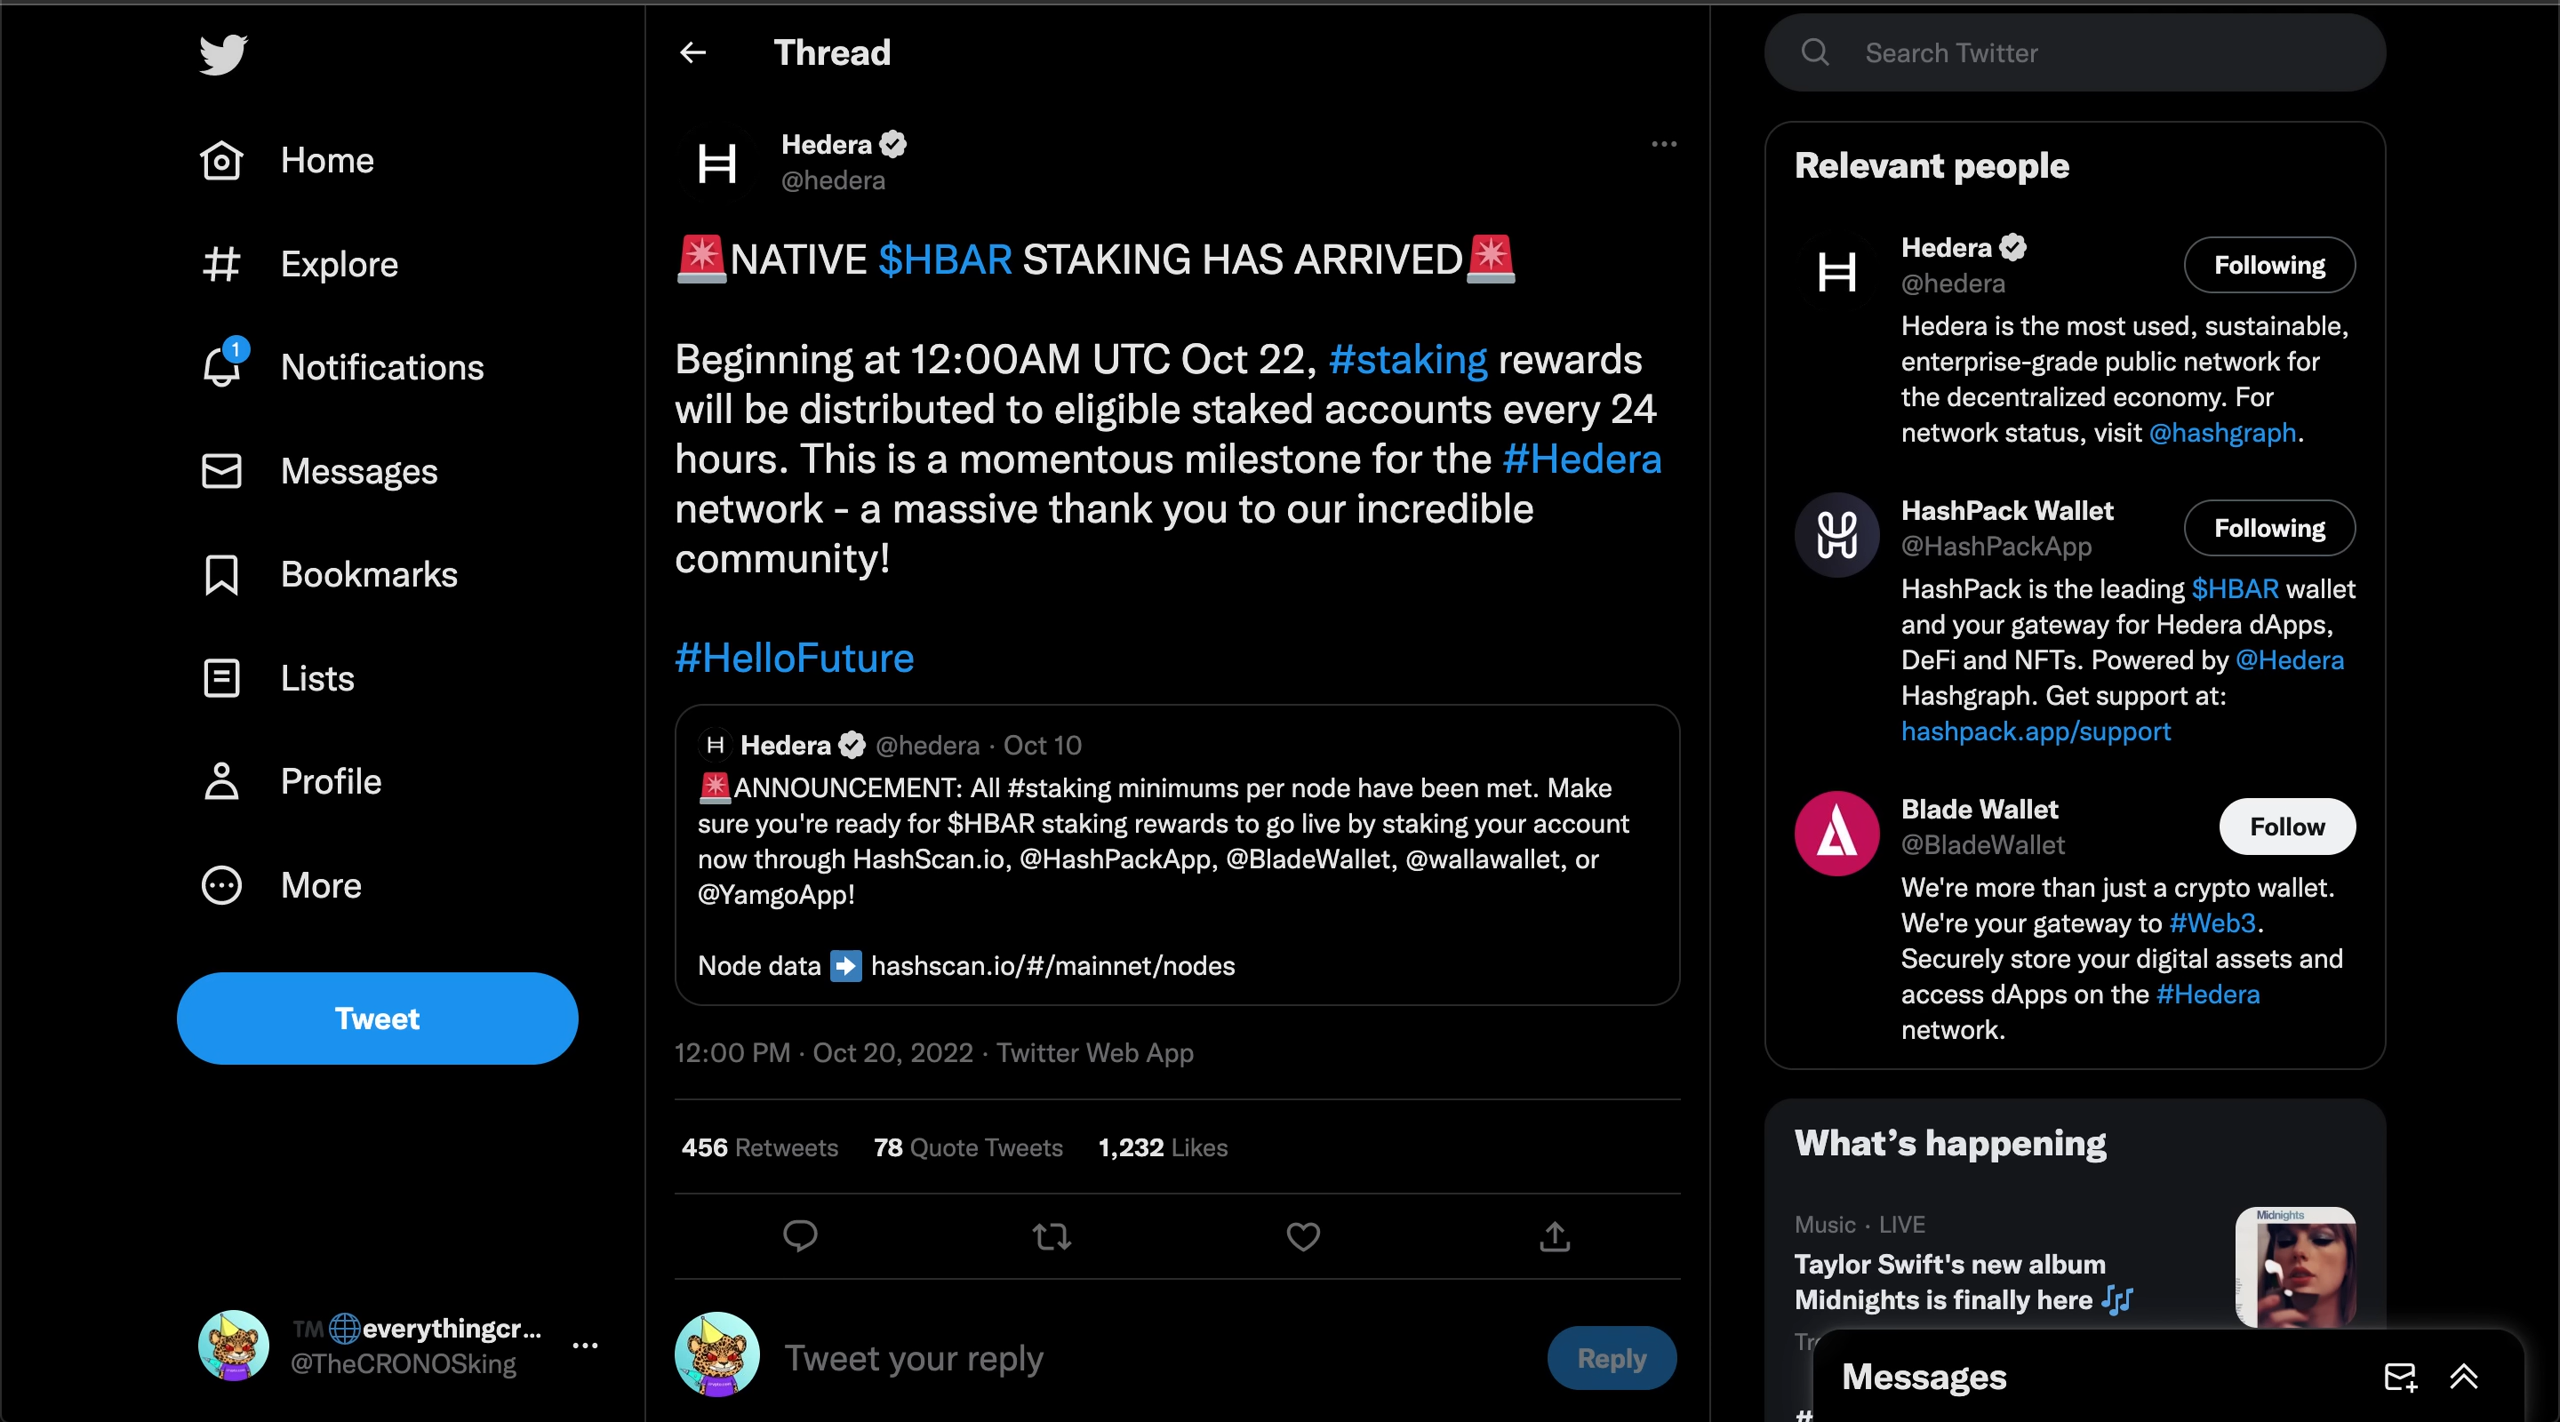 Home
Explore
1
Notifications
Messages
Bookmarks
Lists
Profile
More
Tweet
TM🌐everythingcr...
@TheCRONOSking
Thread
Hedera
@hedera
🚨NATIVE $HBAR STAKING HAS ARRIVED🚨
Beginning at 12:00AM UTC Oct 22, #staking rewards
will be distributed to eligible staked accounts every 24
hours. This is a momentous milestone for the #Hedera
network - a massive thank you to our incredible
community!
#HelloFuture
Hedera @hedera · Oct 10
🚨ANNOUNCEMENT: All #staking minimums per node have been met. Make
sure you're ready for $HBAR staking rewards to go live by staking your account
now through HashScan.io, @HashPackApp, @BladeWallet, @wallawallet, or
@YamgoApp!
Node data ➡️ hashscan.io/#/mainnet/nodes
12:00 PM · Oct 20, 2022 · Twitter Web App
456 Retweets 78 Quote Tweets 1,232 Likes
Tweet your reply
Reply
Search Twitter
Relevant people
Hedera
@hedera
Following
Hedera is the most used, sustainable,
enterprise-grade public network for
the decentralized economy. For
network status, visit @hashgraph.
HashPack Wallet
@HashPackApp
Following
HashPack is the leading $HBAR wallet
and your gateway for Hedera dApps,
DeFi and NFTs. Powered by @Hedera
Hashgraph. Get support at:
hashpack.app/support
Blade Wallet
@BladeWallet
Follow
We're more than just a crypto wallet.
We're your gateway to #Web3.
Securely store your digital assets and
access dApps on the #Hedera
network.
What's happening
Music · LIVE
Taylor Swift's new album
Midnights is finally here 🎶
Midnights
Messages